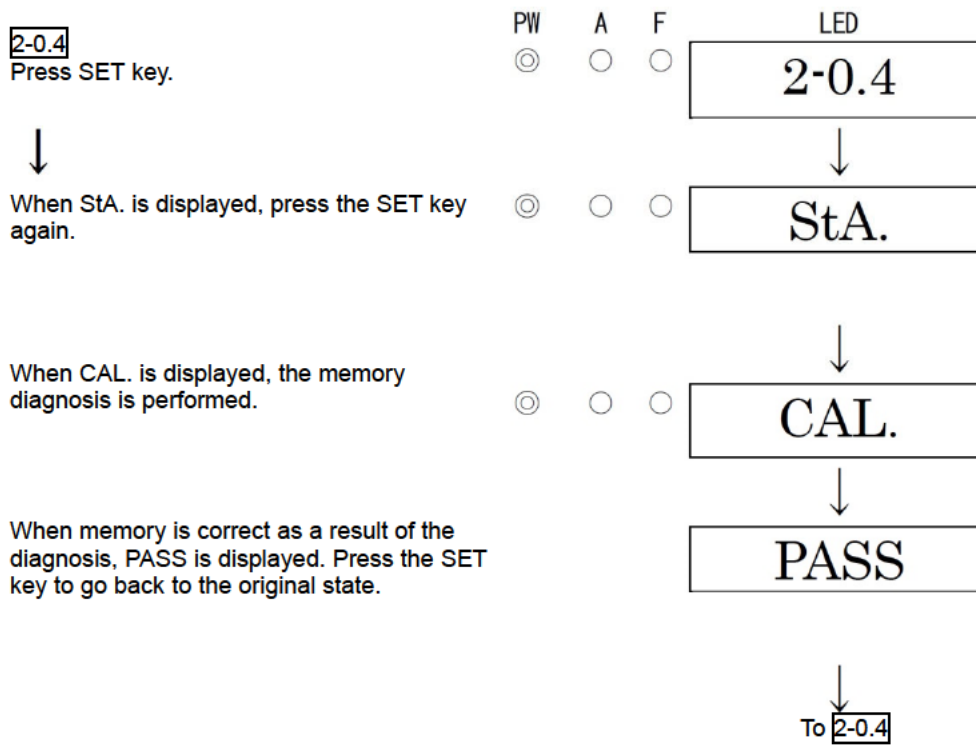 PW A F LED
2-0.4
Press SET key.
2-0.4
When StA. is displayed, press the SET key
again.
StA.
When CAL. is displayed, the memory
diagnosis is performed.
CAL.
When memory is correct as a result of the
diagnosis, PASS is displayed. Press the SET
key to go back to the original state.
PASS
To 2-0.4